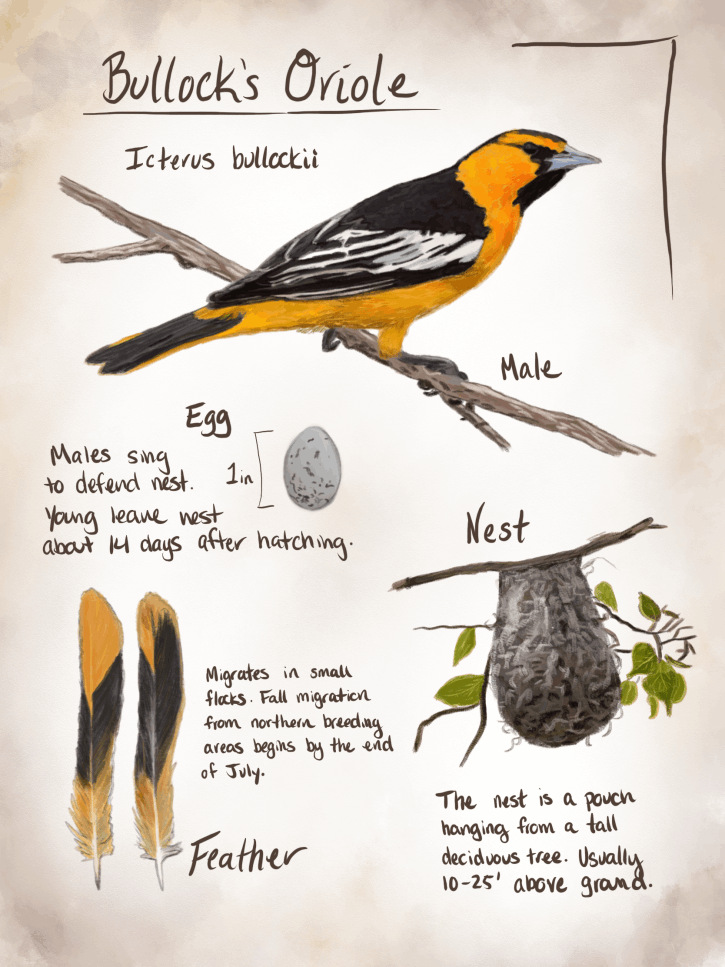 Bullock's Oriole
Icterus bullockii
Male
Egg
1in
Males sing
to defend nest.
Young leave nest
about 14 days after hatching.
Nest
Migrates in small
flocks. Fall migration
from northern breeding
areas begins by the end
of July.
Feather
The nest is a pouch
hanging from a tall
deciduous tree. Usually
10-25' above ground.